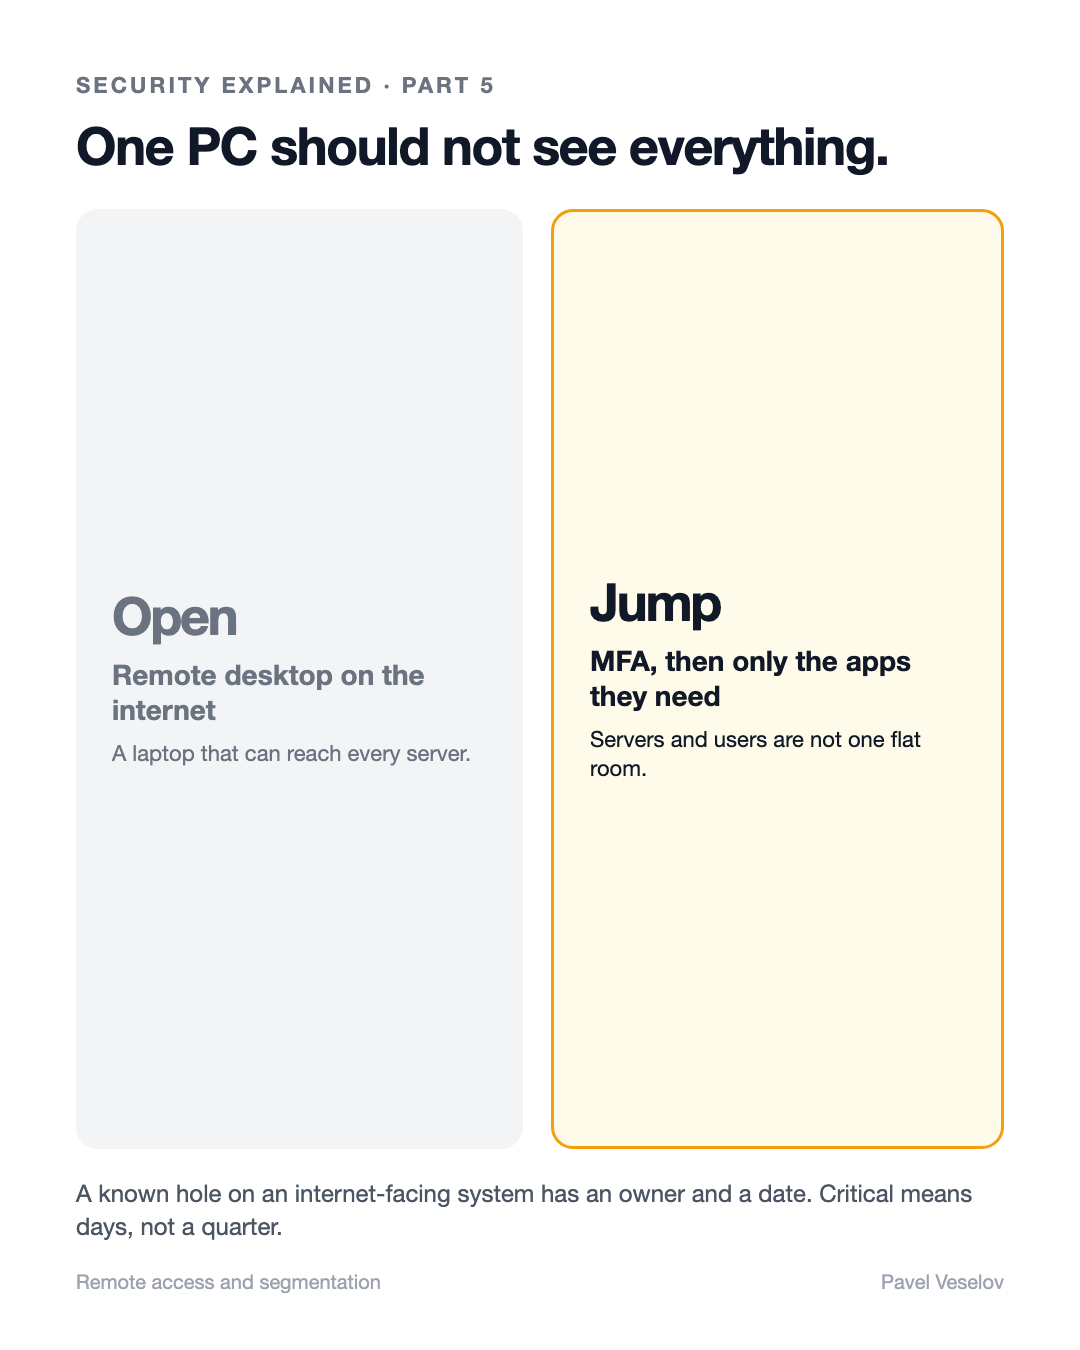 SECURITY EXPLAINED · PART 5
One PC should not see everything.
Open
Remote desktop on the
internet
A laptop that can reach every server.
Jump
MFA, then only the apps
they need
Servers and users are not one flat
room.
A known hole on an internet-facing system has an owner and a date. Critical means
days, not a quarter.
Remote access and segmentation
Pavel Veselov